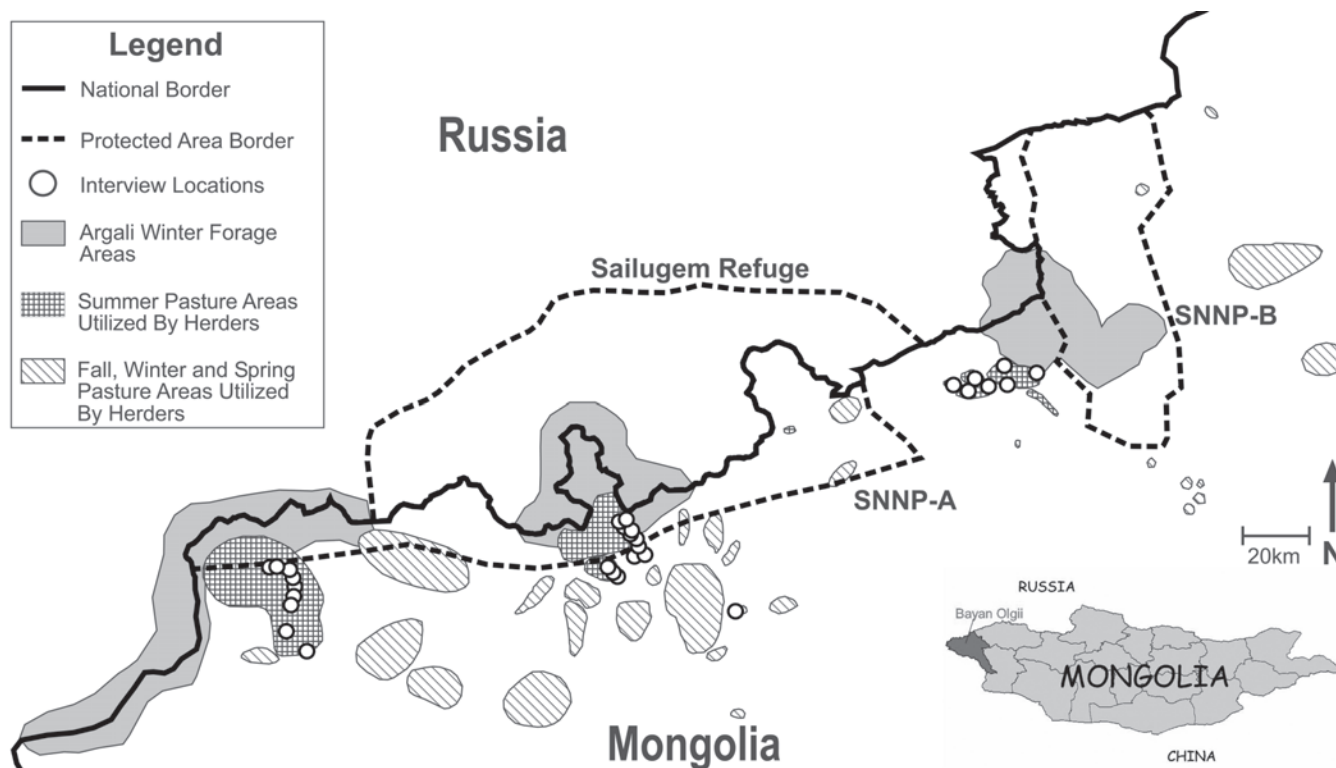 Legend
National Border
Protected Area Border
Interview Locations
Argali Winter Forage
Areas
Summer Pasture Areas
Utilized By Herders
Fall, Winter and Spring
Pasture Areas Utilized
By Herders
Russia
Sailugem Refuge
SNNP-B
SNNP-A
20km
N
Mongolia
RUSSIA
Bayan Olgii
MONGOLIA
CHINA